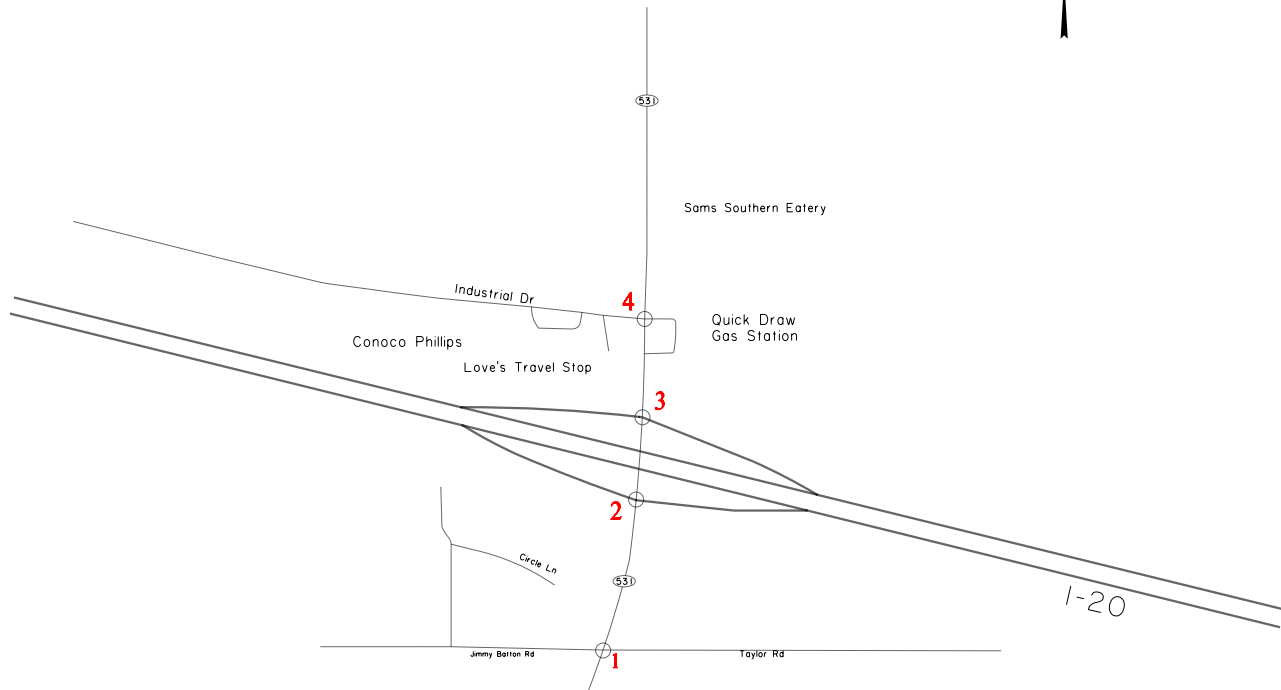 531
Sams Southern Eatery
Industrial Dr
4
Quick Draw
Gas Station
Conoco Phillips
Love's Travel Stop
3
2
Circle Ln
531
I-20
Jimmy Batton Rd
1
Taylor Rd